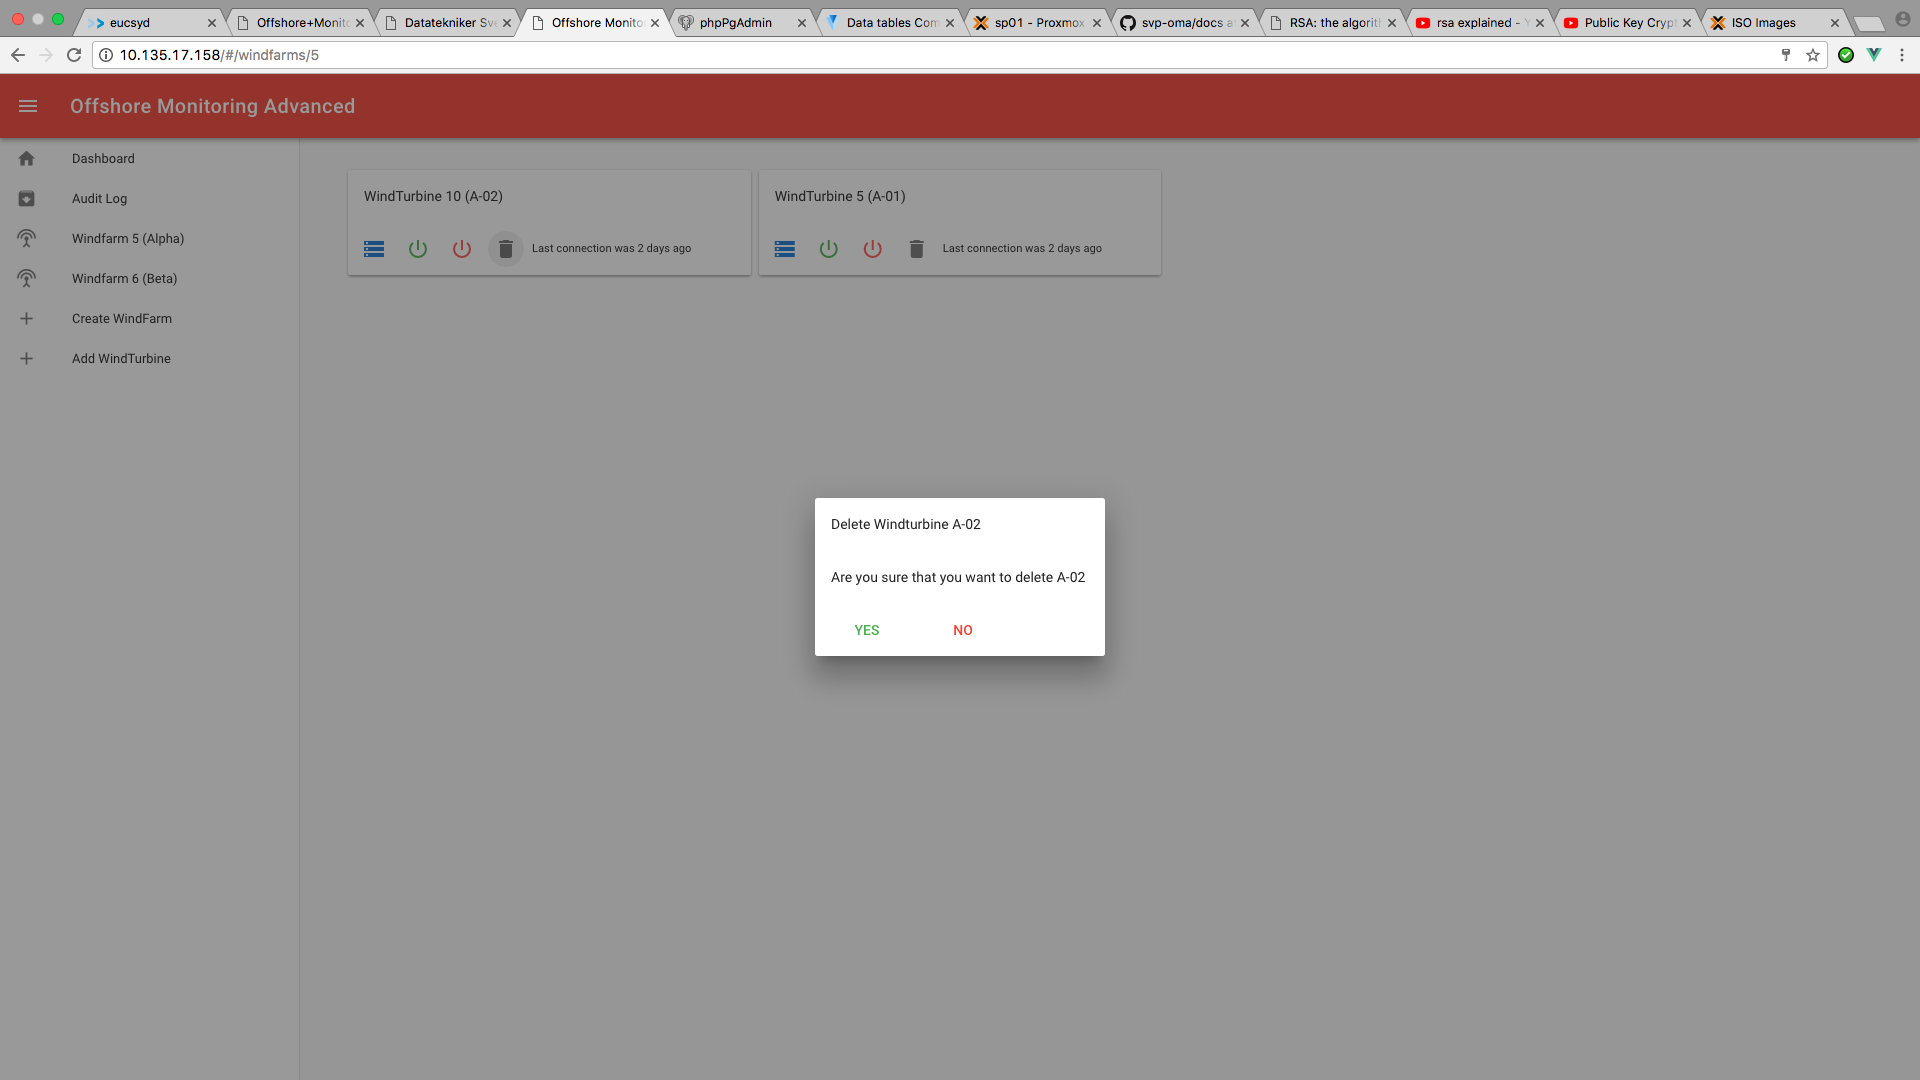 eucsyd
Offshore+Monito
Datatekniker Sve
Offshore Monito
phpPgAdmin
Data tables Com
sp01 - Proxmox
svp-oma/docs a
RSA: the algorith
rsa explained - Y
Public Key Crypt
ISO Images
10.135.17.158/#/windfarms/5
Offshore Monitoring Advanced
Dashboard
Audit Log
Windfarm 5 (Alpha)
Windfarm 6 (Beta)
Create WindFarm
Add WindTurbine
WindTurbine 10 (A-02)
Last connection was 2 days ago
WindTurbine 5 (A-01)
Last connection was 2 days ago
Delete Windturbine A-02
Are you sure that you want to delete A-02
YES
NO